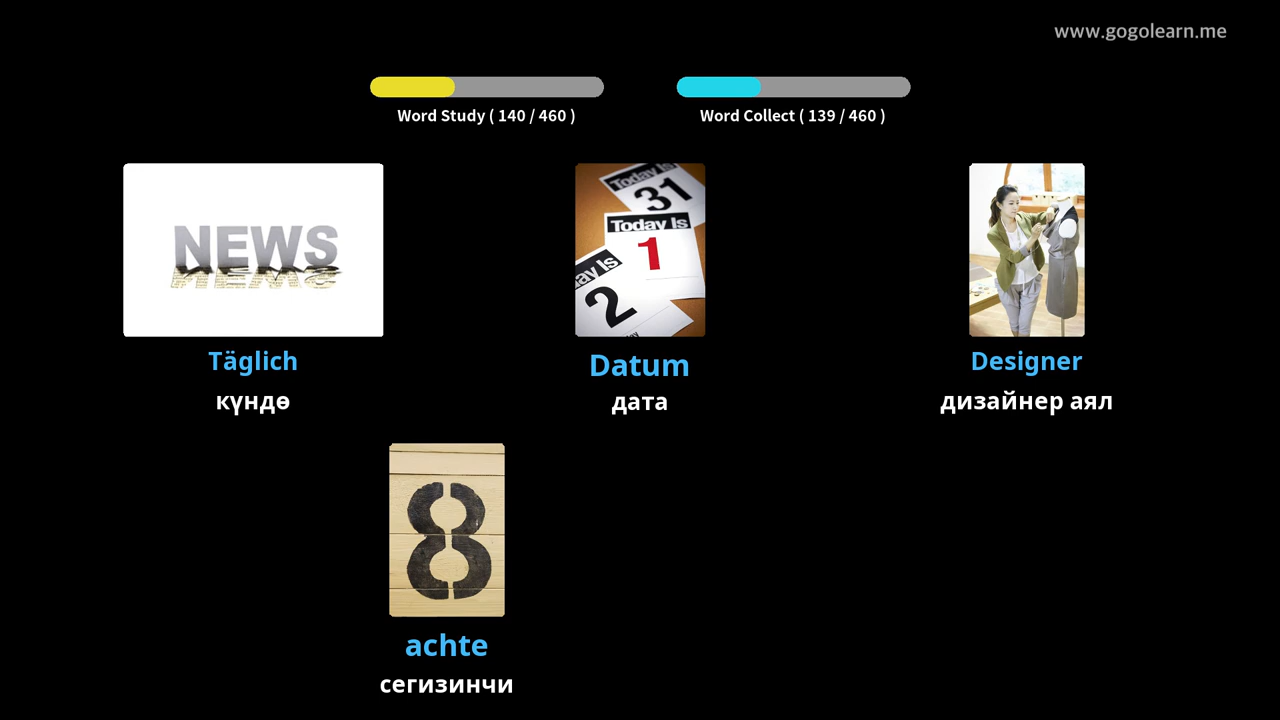 www.gogolearn.me
Word Study ( 140 / 460 )
Word Collect ( 139 / 460 )
NEWS
Today Is
31
Today Is
1
day Is
2
Täglich
күндө
Datum
дата
Designer
дизайнер аял
8
achte
сегизинчи